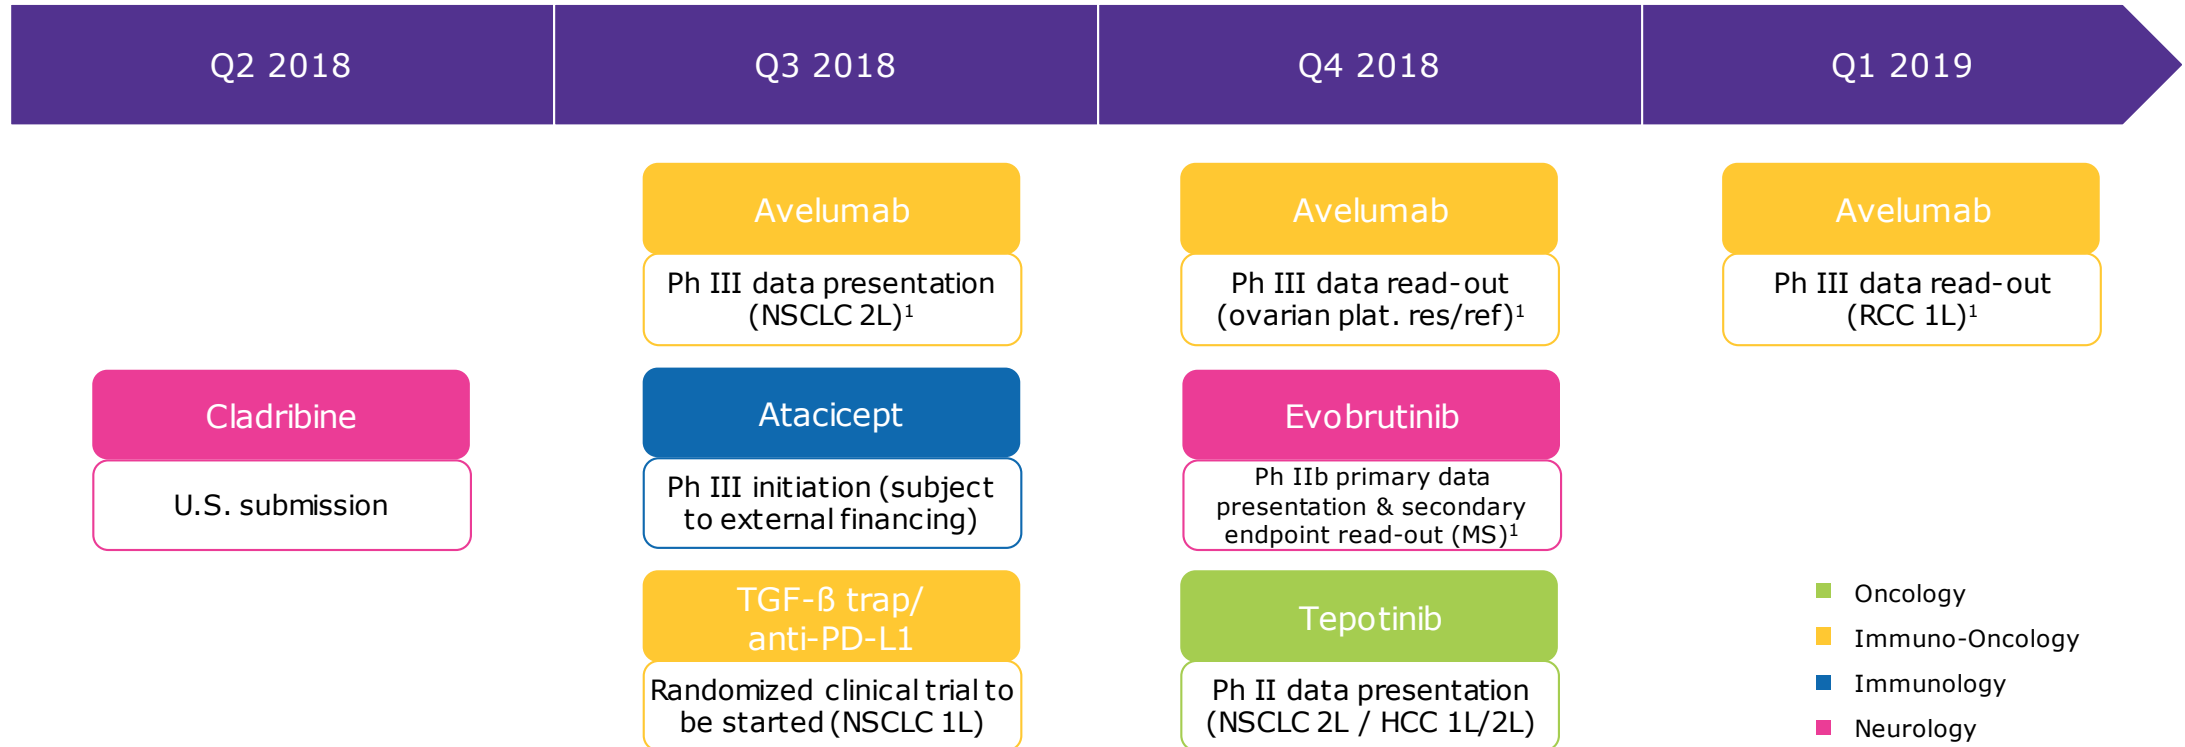 Q2 2018
Q3 2018
Q4 2018
Q1 2019
Avelumab
Ph III data presentation
(NSCLC 2L)¹
Avelumab
Ph III data read-out
(ovarian plat. res/ref)¹
Avelumab
Ph III data read-out
(RCC 1L)¹
Cladribine
U.S. submission
Atacicept
Ph III initiation (subject
to external financing)
Evobrutinib
Ph IIb primary data
presentation & secondary
endpoint read-out (MS)¹
TGF-ß trap/
anti-PD-L1
Randomized clinical trial to
be started (NSCLC 1L)
Tepotinib
Ph II data presentation
(NSCLC 2L / HCC 1L/2L)
Oncology
Immuno-Oncology
Immunology
Neurology